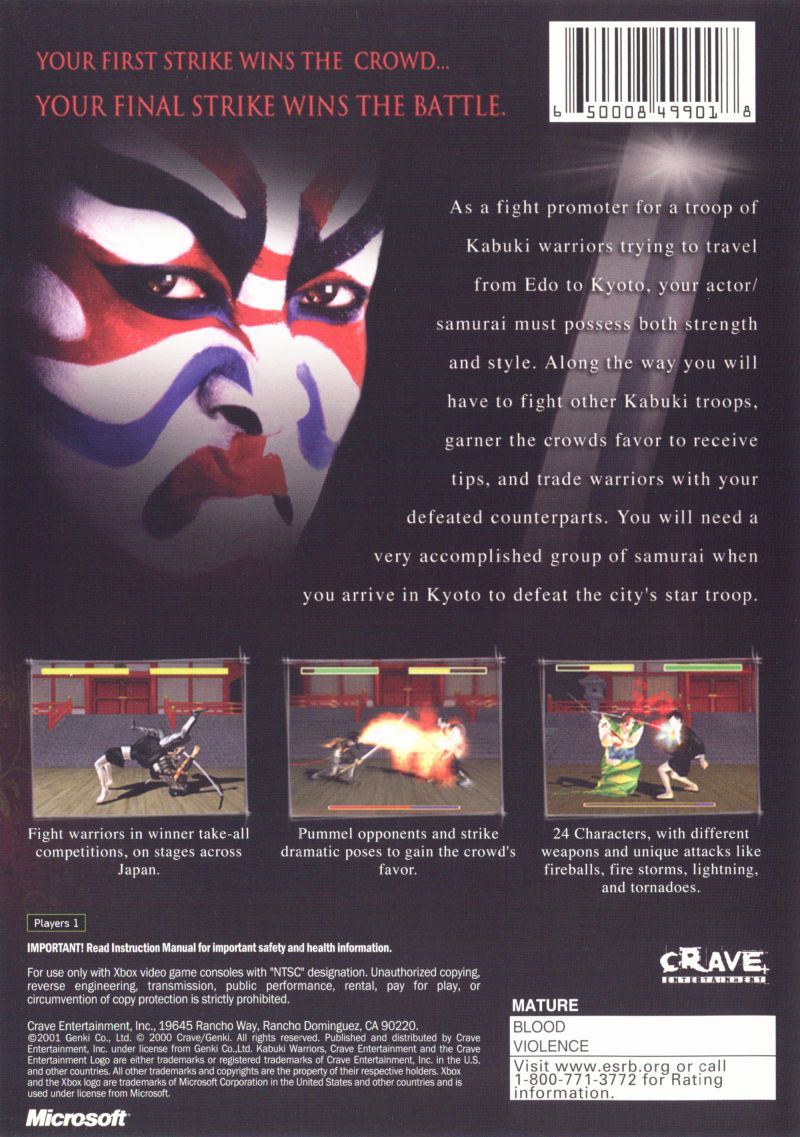 YOUR FIRST STRIKE WINS THE CROWD...
YOUR FINAL STRIKE WINS THE BATTLE.
6 50008 49901 8
As a fight promoter for a troop of
Kabuki warriors trying to travel
from Edo to Kyoto, your actor/
samurai must possess both strength
and style. Along the way you will
have to fight other Kabuki troops,
garner the crowds favor to receive
tips, and trade warriors with your
defeated counterparts. You will need a
very accomplished group of samurai when
you arrive in Kyoto to defeat the city's star troop.
Fight warriors in winner take-all
competitions, on stages across
Japan.
Pummel opponents and strike
dramatic poses to gain the crowd's
favor.
24 Characters, with different
weapons and unique attacks like
fireballs, fire storms, lightning,
and tornadoes.
Players 1
IMPORTANT! Read Instruction Manual for important safety and health information.
For use only with Xbox video game consoles with "NTSC" designation. Unauthorized copying,
reverse engineering, transmission, public performance, rental, pay for play, or
circumvention of copy protection is strictly prohibited.
Crave Entertainment, Inc., 19645 Rancho Way, Rancho Dominguez, CA 90220.
©2001 Genki Co., Ltd. © 2000 Crave/Genki. All rights reserved. Published and distributed by Crave
Entertainment, Inc. under license from Genki Co.,Ltd. Kabuki Warriors, Crave Entertainment and the Crave
Entertainment Logo are either trademarks or registered trademarks of Crave Entertainment, Inc. in the U.S.
and other countries. All other trademarks and copyrights are the property of their respective holders. Xbox
and the Xbox logo are trademarks of Microsoft Corporation in the United States and other countries and is
used under license from Microsoft.
Microsoft
CRAVE
ENTERTAINMENT
MATURE
BLOOD
VIOLENCE
Visit www.esrb.org or call
1-800-771-3772 for Rating
information.